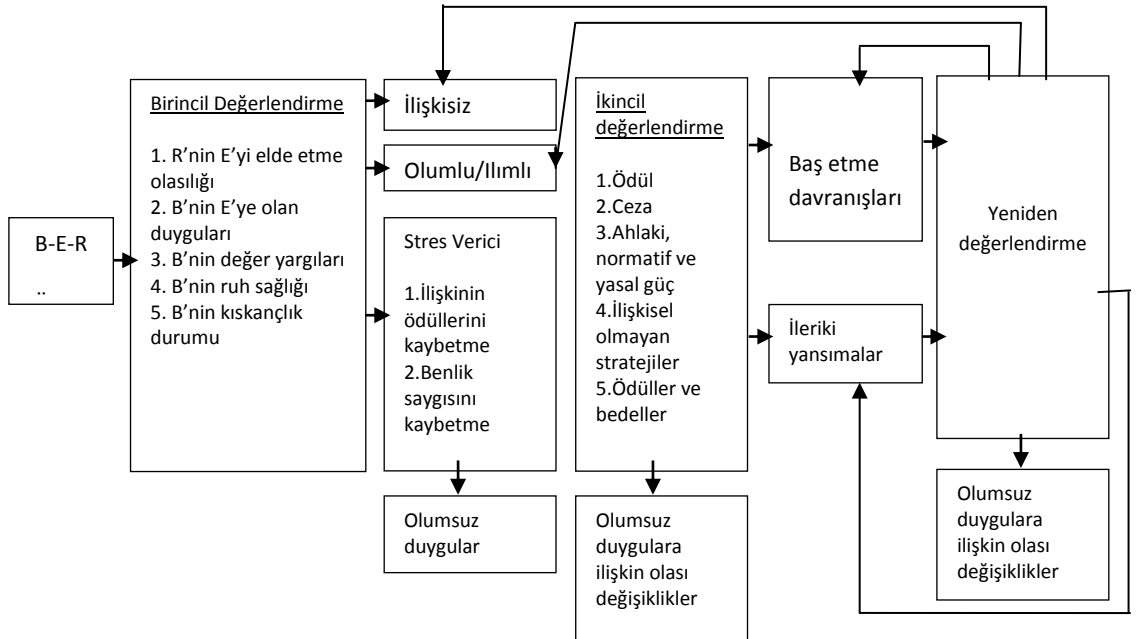 B-E-R
..
Birincil Değerlendirme
1. R’nin E’yi elde etme
olasılığı
2. B’nin E’ye olan
duyguları
3. B’nin değer yargıları
4. B’nin ruh sağlığı
5. B’nin kıskançlık
durumu
İlişkisiz
Olumlu/Ilımlı
Stres Verici
1.İlişkinin
ödüllerini
kaybetme
2.Benlik
saygısını
kaybetme
Olumsuz
duygular
İkincil
değerlendirme
1.Ödül
2.Ceza
3.Ahlaki,
normatif ve
yasal güç
4.İlişkisel
olmayan
stratejiler
5.Ödüller ve
bedeller
Olumsuz
duygulara
ilişkin olası
değişiklikler
Baş etme
davranışları
İleriki
yansımalar
Yeniden
değerlendirme
Olumsuz
duygulara
ilişkin olası
değişiklikler